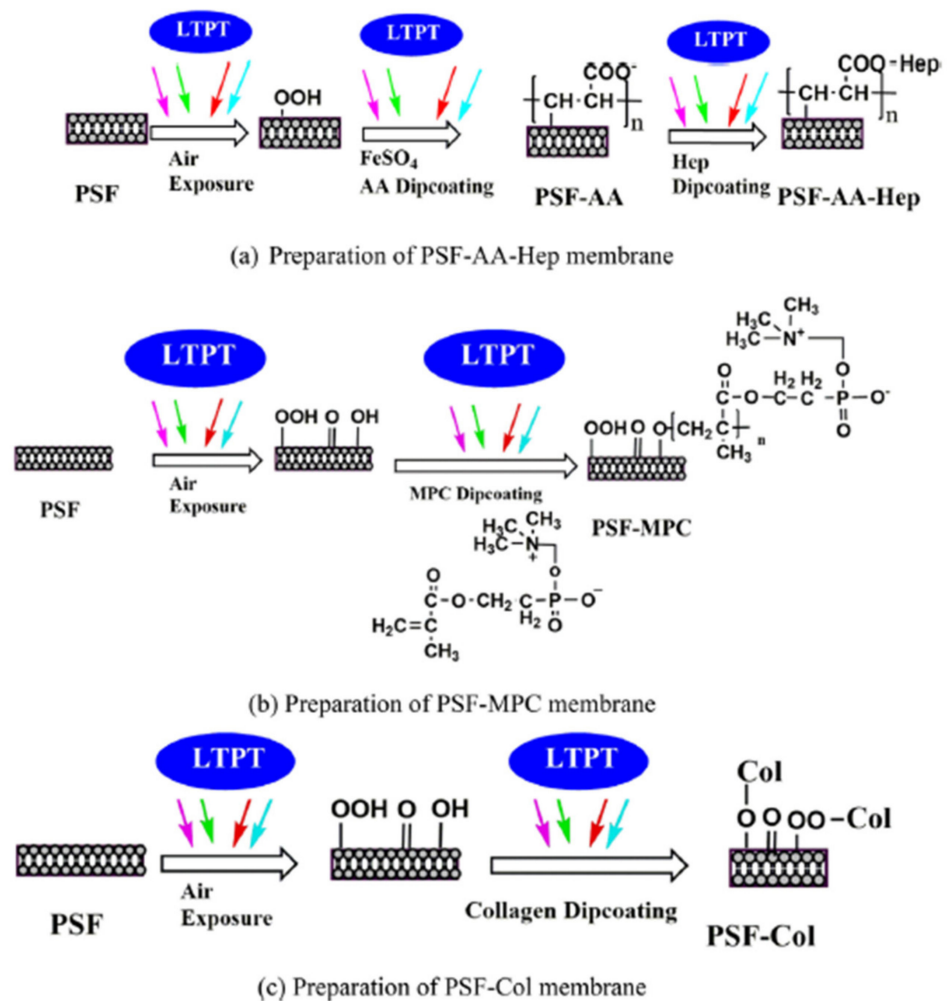 LTPT LTPT LTPT
OOH
COO⁻
CH-CH
n
COO-Hep
CH-CH
n
Air
Exposure
FeSO₄
AA Dipcoating
Hep
Dipcoating
PSF
PSF-AA
PSF-AA-Hep
(a) Preparation of PSF-AA-Hep membrane
LTPT LTPT
OOH O OH
OOH O O CH₂
n
CH₃
H₃C CH₃
H₃C N⁺
O
O H₂ H₂ O
C-O-C-C-P-O⁻
O
Air
Exposure
MPC Dipcoating
PSF
PSF-MPC
H₃C CH₃
H₃C-N
+
O O
C-O-CH₂ C-P-O⁻
H₂ O
H₂C=C
CH₃
(b) Preparation of PSF-MPC membrane
LTPT LTPT
OOH O OH
Col
O O OO-Col
Air
Exposure
Collagen Dipcoating
PSF
PSF-Col
(c) Preparation of PSF-Col membrane